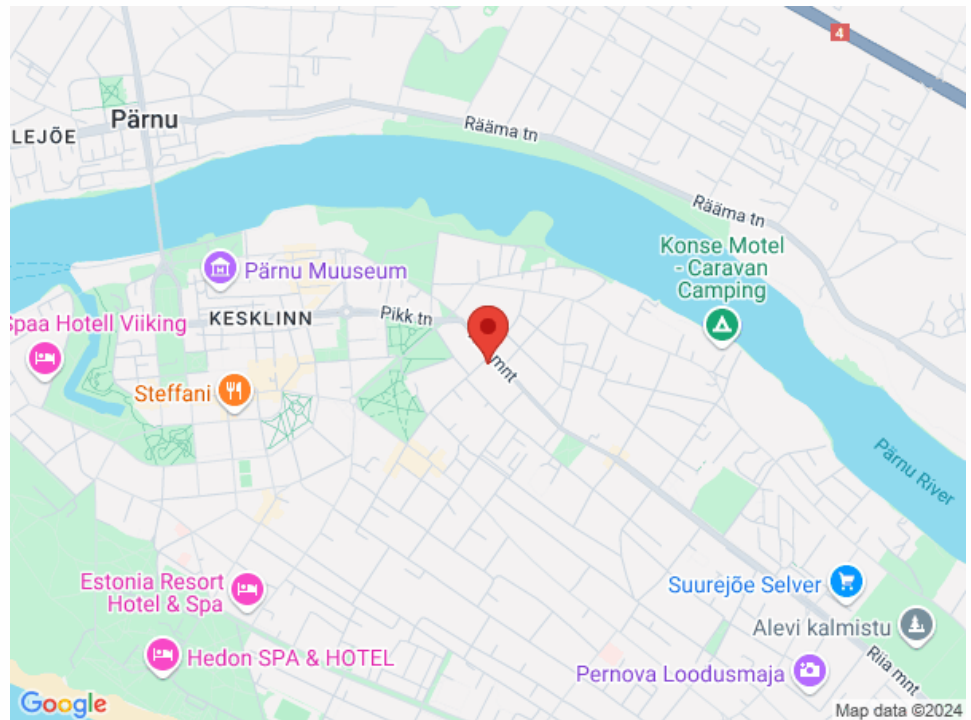 4
Pärnu
LEJÕE
Rääma tn
Rääma tn
Konse Motel
- Caravan
Camping
Pärnu Muuseum
KESKLINN
Pikk tn
Spaa Hotell Viiking
mnt
Steffani
Pärnu River
Estonia Resort
Hotel & Spa
Suurejõe Selver
Alevi kalmistu
Hedon SPA & HOTEL
Pernova Loodusmaja
Riia mnt
Google
Map data ©2024